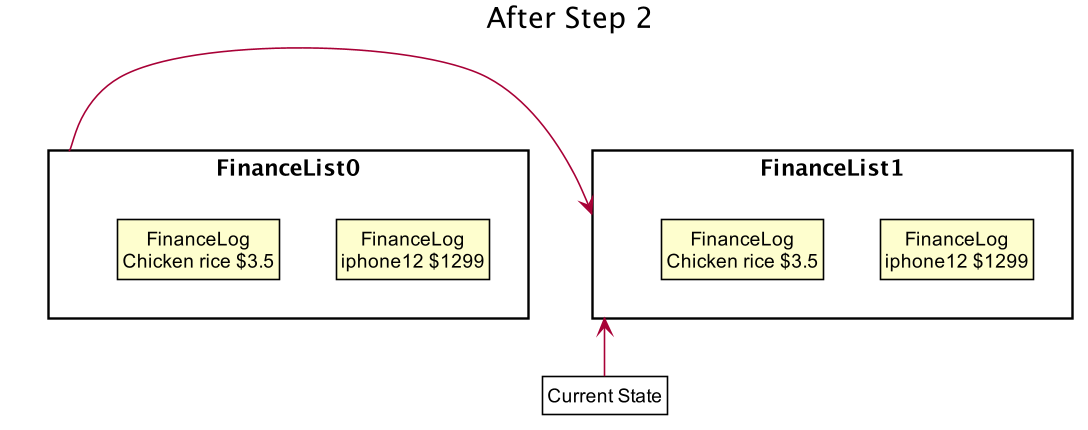 After Step 2
FinanceList0
FinanceLog
Chicken rice $3.5
FinanceLog
iphone12 $1299
FinanceList1
FinanceLog
Chicken rice $3.5
FinanceLog
iphone12 $1299
Current State